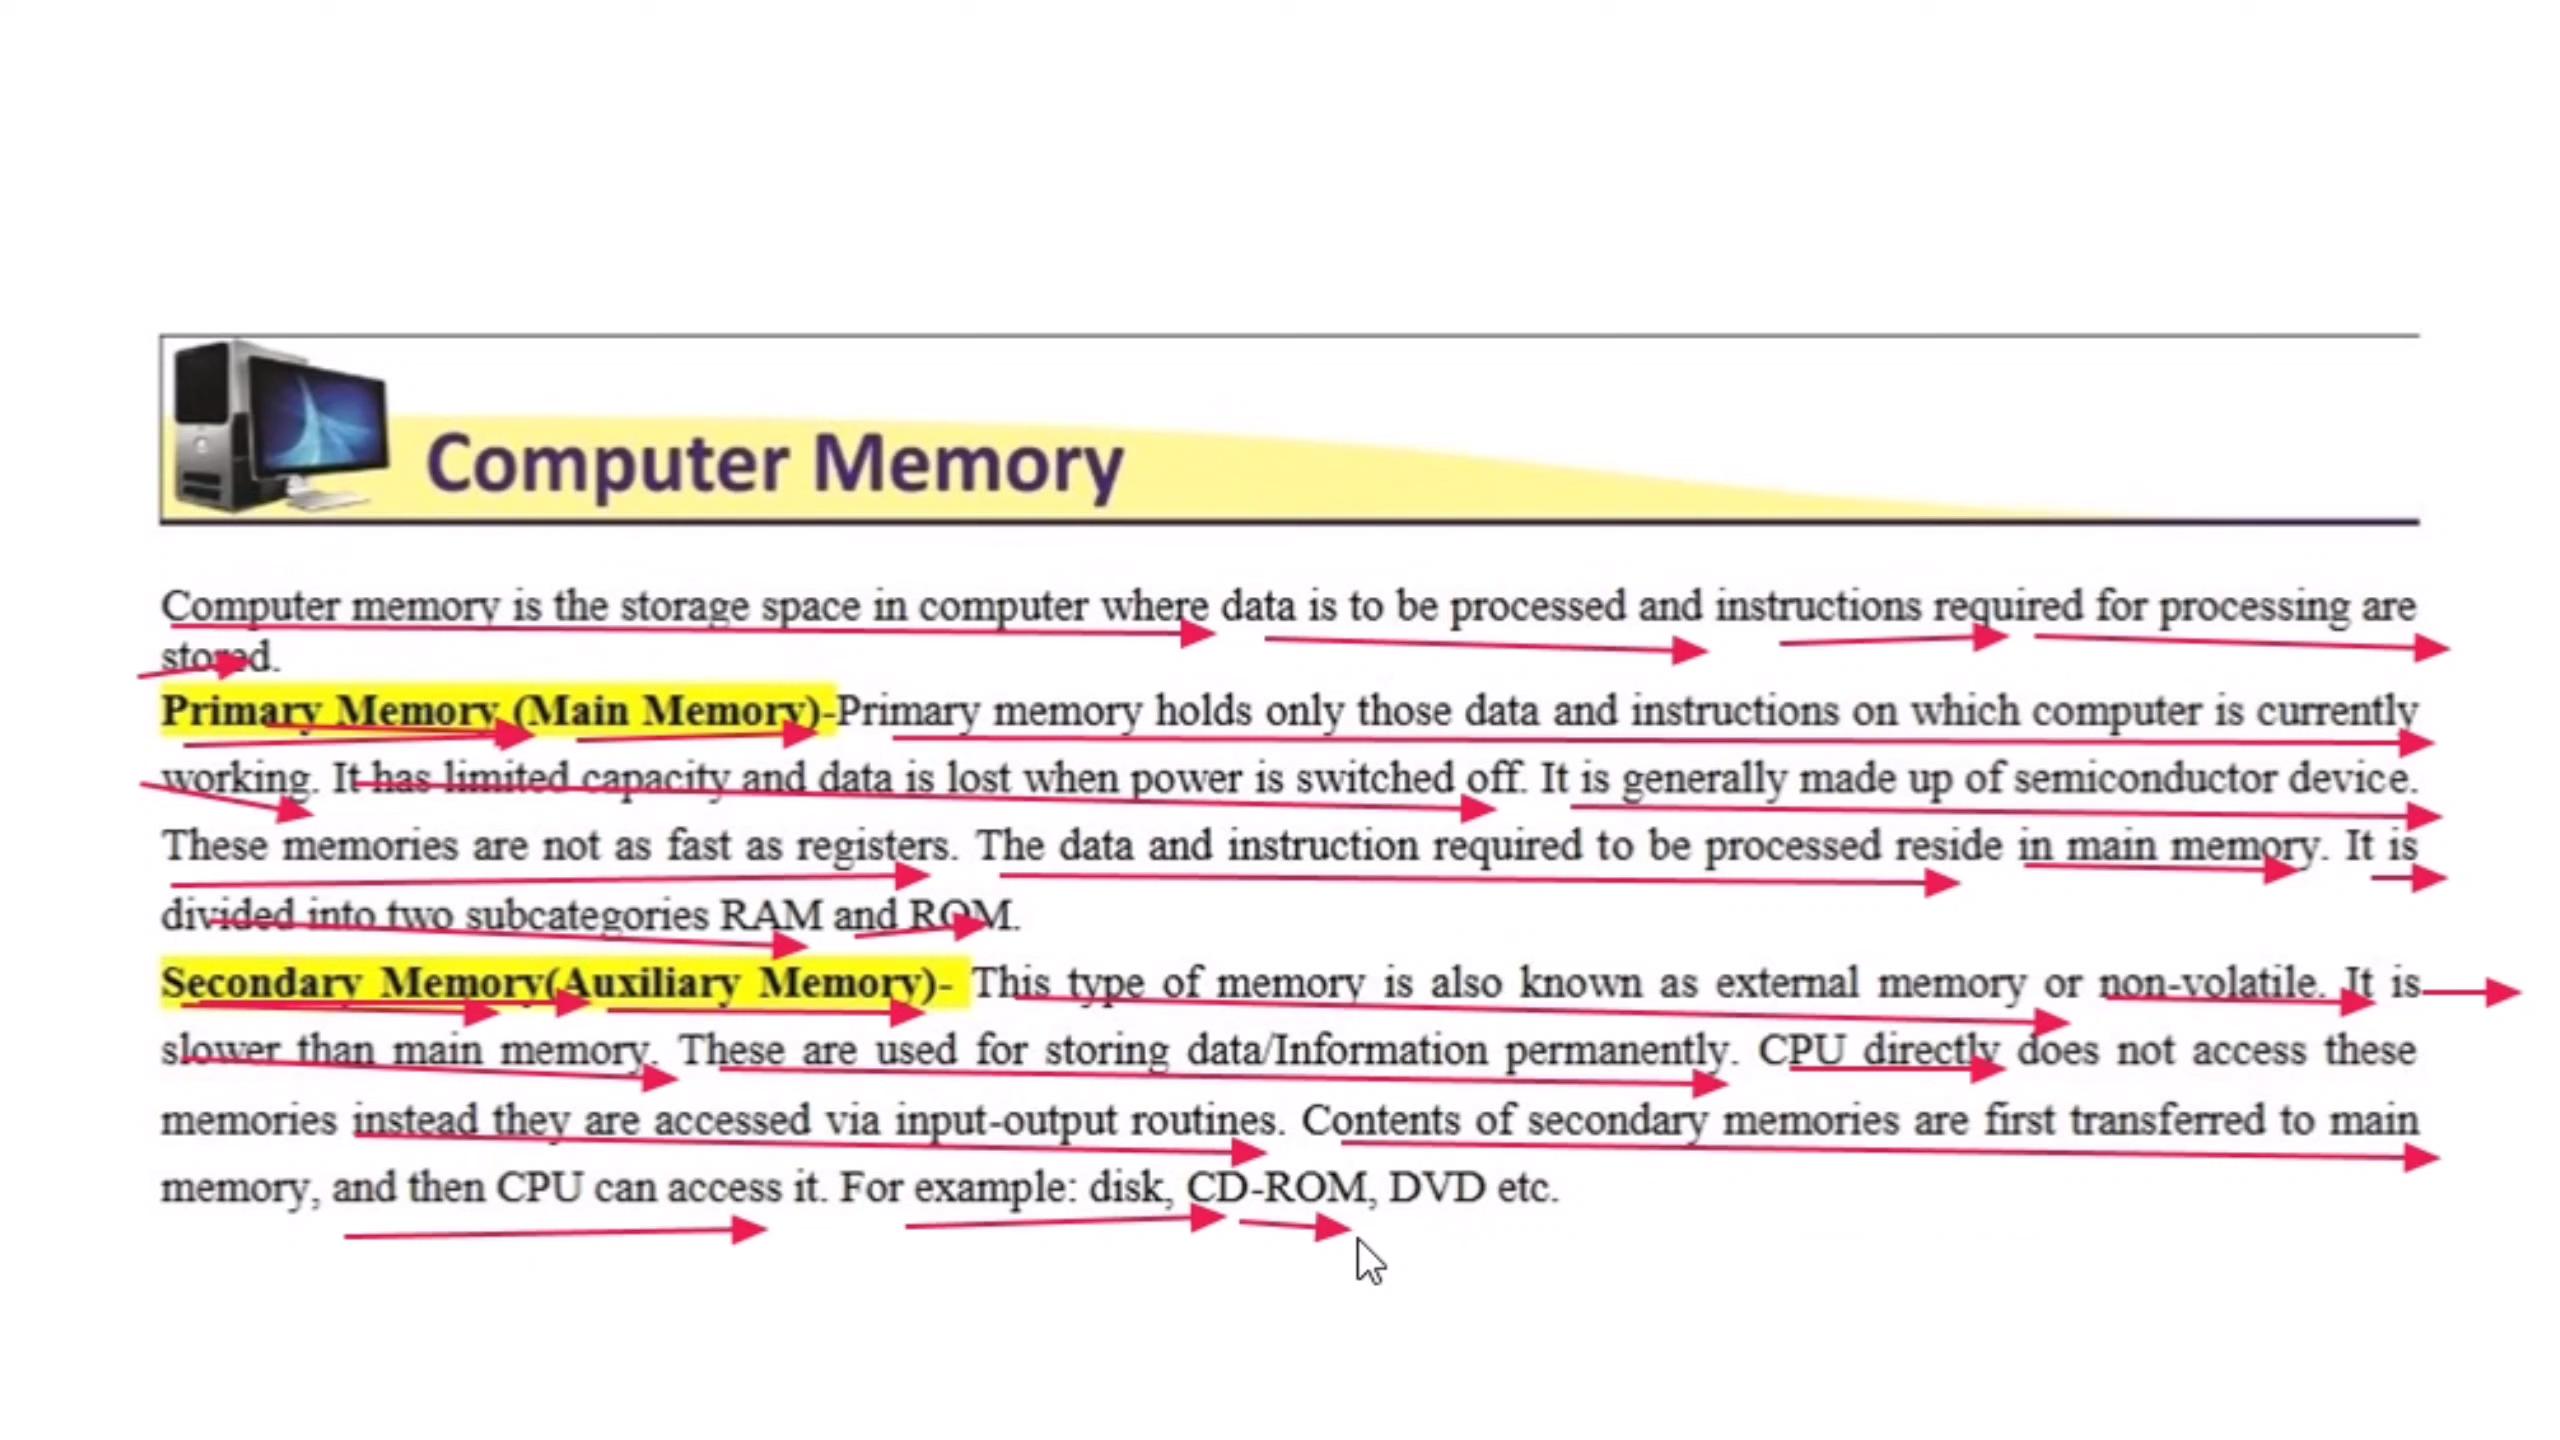 Computer Memory
Computer memory is the storage space in computer where data is to be processed and instructions required for processing are
stored.
Primary Memory (Main Memory)-Primary memory holds only those data and instructions on which computer is currently
working. It has limited capacity and data is lost when power is switched off. It is generally made up of semiconductor device.
These memories are not as fast as registers. The data and instruction required to be processed reside in main memory. It is
divided into two subcategories RAM and ROM.
Secondary Memory(Auxiliary Memory)- This type of memory is also known as external memory or non-volatile. It is
slower than main memory. These are used for storing data/Information permanently. CPU directly does not access these
memories instead they are accessed via input-output routines. Contents of secondary memories are first transferred to main
memory, and then CPU can access it. For example: disk, CD-ROM, DVD etc.